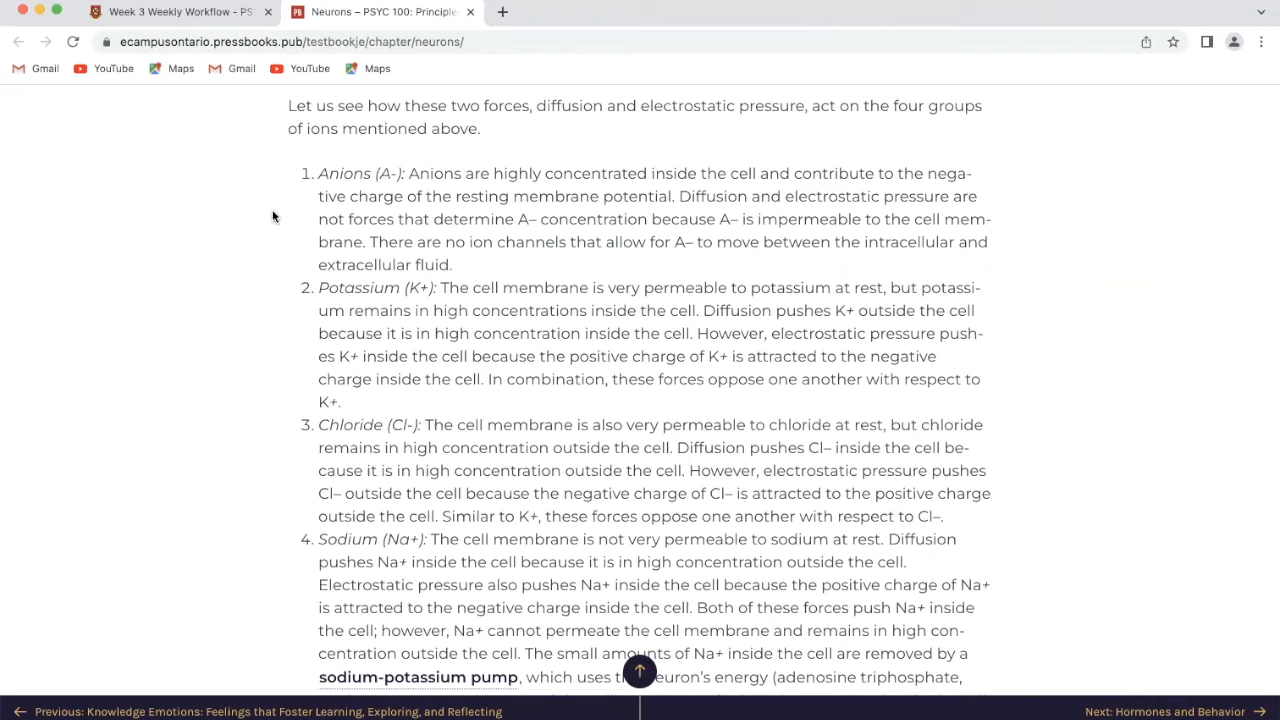 Week 3 Weekly Workflow - PS
Neurons – PSYC 100: Principle
ecampusontario.pressbooks.pub/testbookje/chapter/neurons/
Gmail YouTube Maps Gmail YouTube Maps
Let us see how these two forces, diffusion and electrostatic pressure, act on the four groups
of ions mentioned above.
1. Anions (A-): Anions are highly concentrated inside the cell and contribute to the nega-
tive charge of the resting membrane potential. Diffusion and electrostatic pressure are
not forces that determine A– concentration because A– is impermeable to the cell mem-
brane. There are no ion channels that allow for A– to move between the intracellular and
extracellular fluid.
2. Potassium (K+): The cell membrane is very permeable to potassium at rest, but potassi-
um remains in high concentrations inside the cell. Diffusion pushes K+ outside the cell
because it is in high concentration inside the cell. However, electrostatic pressure push-
es K+ inside the cell because the positive charge of K+ is attracted to the negative
charge inside the cell. In combination, these forces oppose one another with respect to
K+.
3. Chloride (Cl-): The cell membrane is also very permeable to chloride at rest, but chloride
remains in high concentration outside the cell. Diffusion pushes Cl– inside the cell be-
cause it is in high concentration outside the cell. However, electrostatic pressure pushes
Cl– outside the cell because the negative charge of Cl– is attracted to the positive charge
outside the cell. Similar to K+, these forces oppose one another with respect to Cl–.
4. Sodium (Na+): The cell membrane is not very permeable to sodium at rest. Diffusion
pushes Na+ inside the cell because it is in high concentration outside the cell.
Electrostatic pressure also pushes Na+ inside the cell because the positive charge of Na+
is attracted to the negative charge inside the cell. Both of these forces push Na+ inside
the cell; however, Na+ cannot permeate the cell membrane and remains in high con-
centration outside the cell. The small amounts of Na+ inside the cell are removed by a
sodium-potassium pump, which uses neuron's energy (adenosine triphosphate,
Previous: Knowledge Emotions: Feelings that Foster Learning, Exploring, and Reflecting
Next: Hormones and Behavior